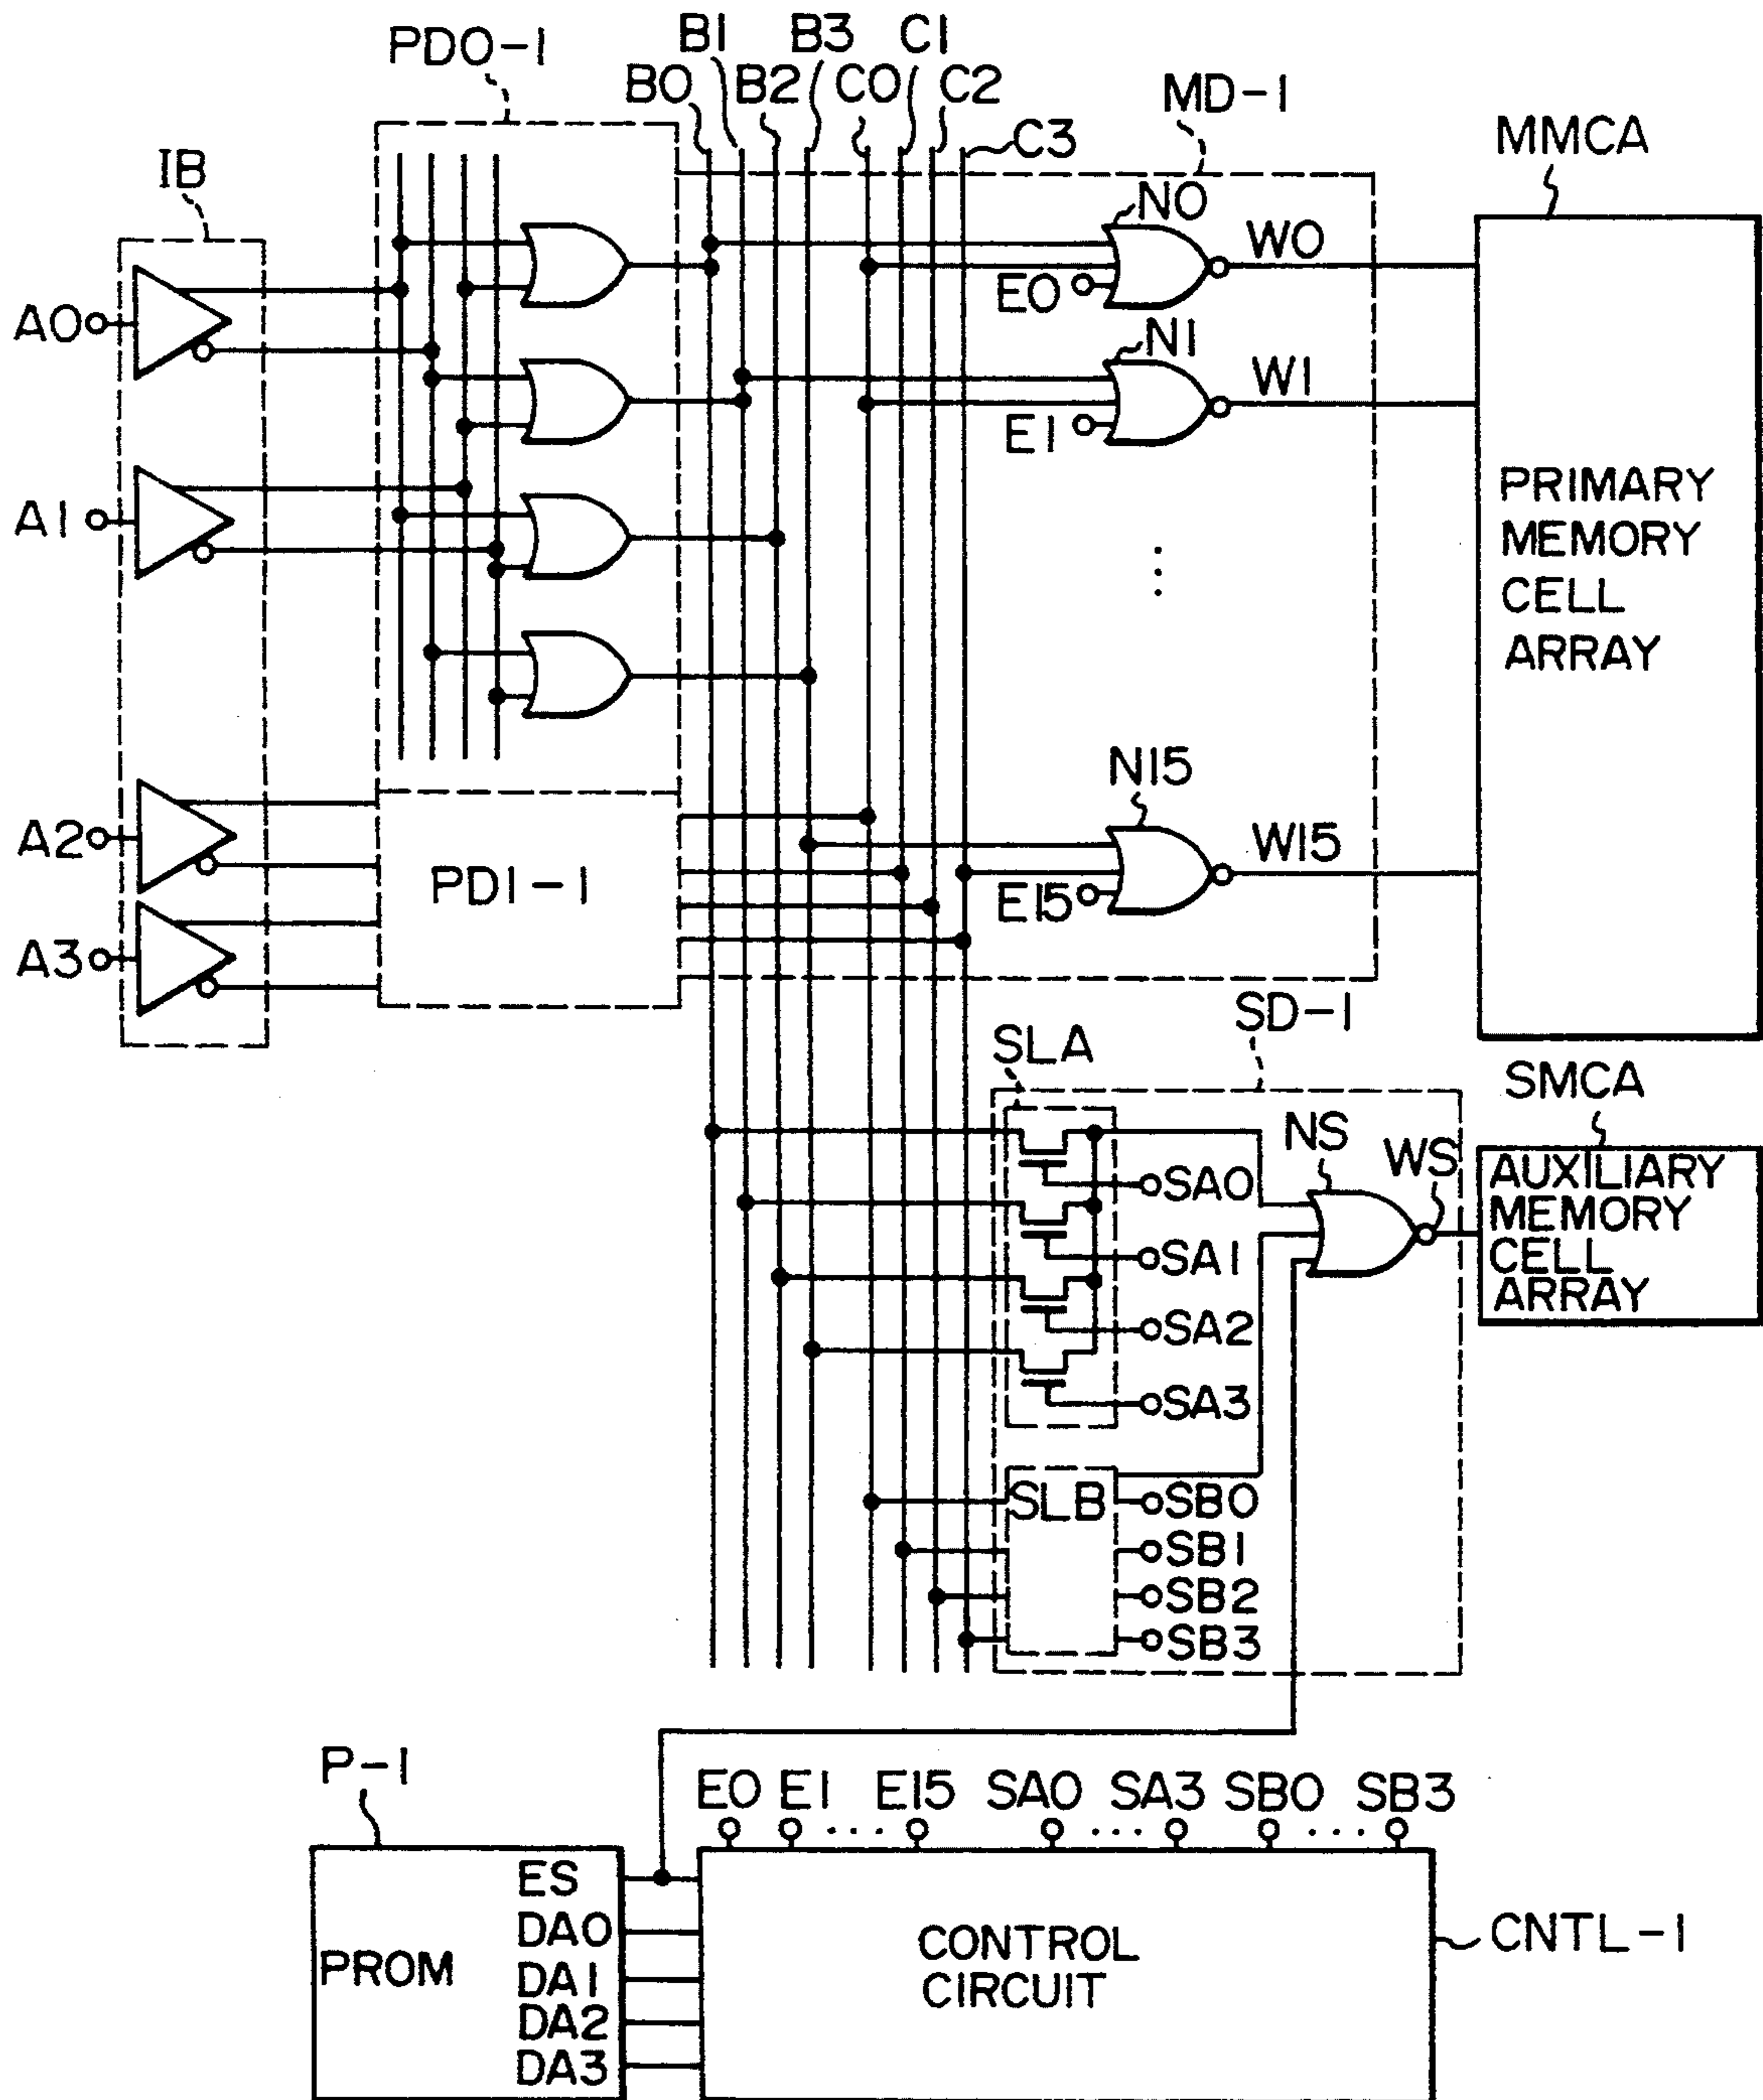 PD0-1
B1
B3
C1
B0
B2
C0
C2
C3
MD-1
MMCA
IB
N0
W0
E0
A0
N1
W1
E1
A1
PRIMARY
MEMORY
CELL
ARRAY
N15
W15
E15
A2
PD1-1
A3
SD-1
SLA
SMCA
NS
WS
AUXILIARY
MEMORY
CELL
ARRAY
SA0
SA1
SA2
SA3
SLB
SB0
SB1
SB2
SB3
P-1
E0 E1 .... E15 SA0 .... SA3 SB0 .... SB3
ES
DA0
DA1
DA2
DA3
PROM
CONTROL
CIRCUIT
CNTL-1